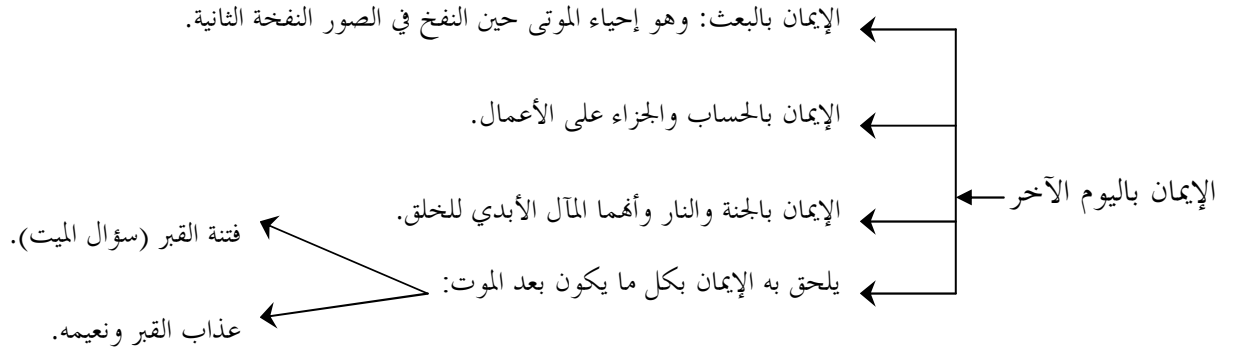 الإيمان باليوم الآخر
الإيمان بالبعث: وهو إحياء الموتى حين النفخ في الصور النفخة الثانية.
الإيمان بالحساب والجزاء على الأعمال.
الإيمان بالجنة والنار وأنهما المآل الأبدي للخلق.
يلحق به الإيمان بكل ما يكون بعد الموت:
فتنة القبر (سؤال الميت).
عذاب القبر ونعيمه.